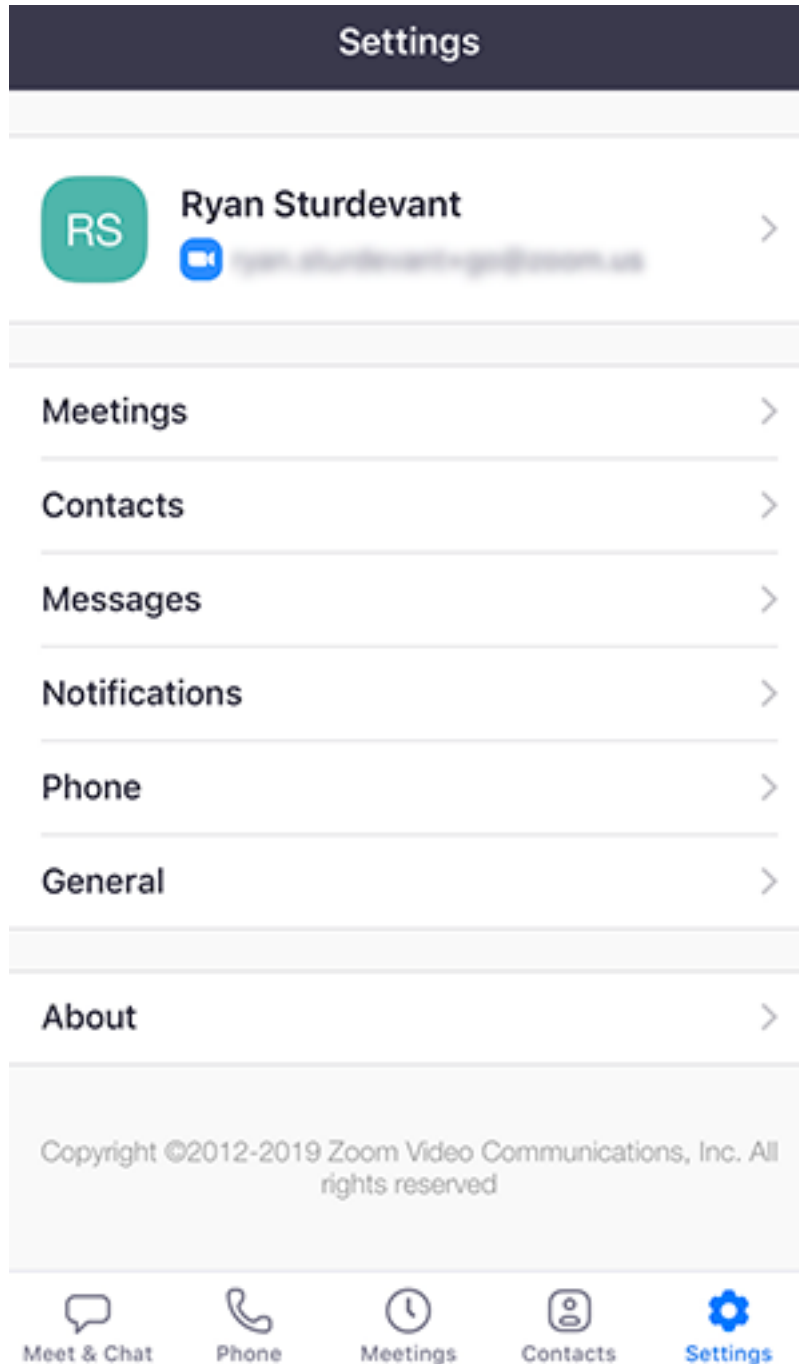 Settings
RS
Ryan Sturdevant
Meetings
Contacts
Messages
Notifications
Phone
General
About
Copyright ©2012-2019 Zoom Video Communications, Inc. All
rights reserved
Meet & Chat
Phone
Meetings
Contacts
Settings